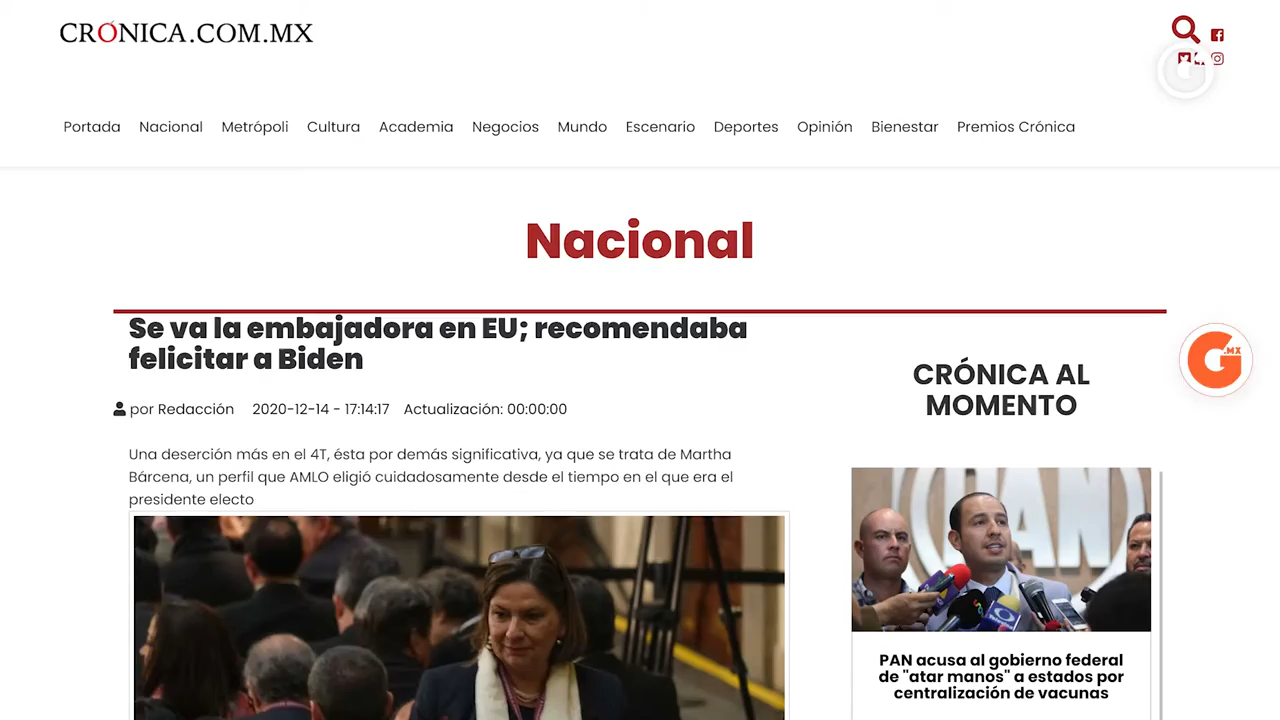 CRÓNICA.COM.MX
Portada Nacional Metrópoli Cultura Academia Negocios Mundo Escenario Deportes Opinión Bienestar Premios Crónica
Nacional
Se va la embajadora en EU; recomendaba
felicitar a Biden
por Redacción 2020-12-14 - 17:14:17 Actualización: 00:00:00
Una deserción más en el 4T, ésta por demás significativa, ya que se trata de Martha
Bárcena, un perfil que AMLO eligió cuidadosamente desde el tiempo en el que era el
presidente electo
CRÓNICA AL
MOMENTO
G.MX
PAN
PAN acusa al gobierno federal
de "atar manos" a estados por
centralización de vacunas